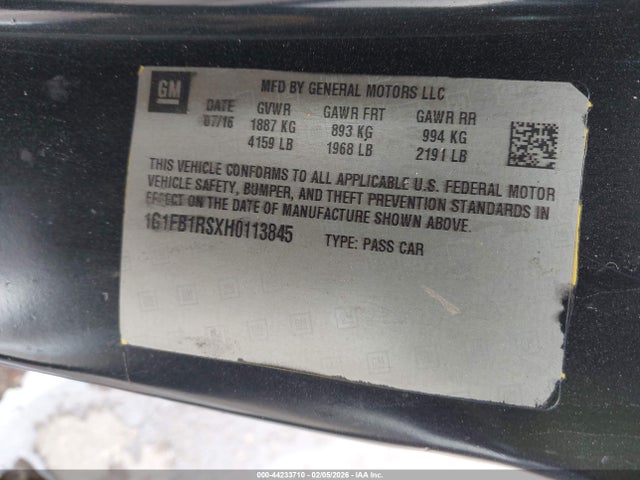 GM
MFD BY GENERAL MOTORS LLC
DATE GVWR GAWR FRT GAWR RR
07/16 1887 KG 893 KG 994 KG
4159 LB 1968 LB 2191 LB
THIS VEHICLE CONFORMS TO ALL APPLICABLE U.S. FEDERAL MOTOR
VEHICLE SAFETY, BUMPER, AND THEFT PREVENTION STANDARDS IN
EFFECT ON THE DATE OF MANUFACTURE SHOWN ABOVE.
1G1FB1RSXH0113845 TYPE: PASS CAR
000-44233710 - 02/05/2026 - IAAI.CA